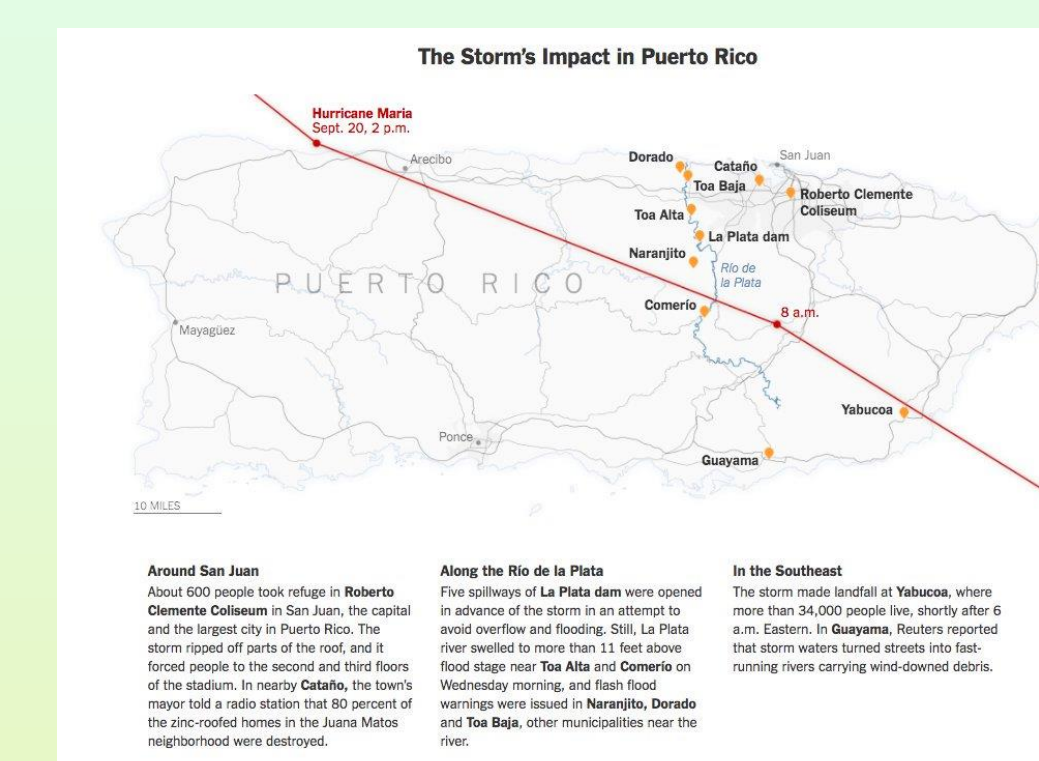 The Storm's Impact in Puerto Rico
Hurricane Maria
Sept. 20, 2 p.m.
Arecibo
Dorado
Cataño
San Juan
Toa Baja
Roberto Clemente
Coliseum
Toa Alta
La Plata dam
Naranjito
Río de
la Plata
PUERTO RICO
Comerío
8 a.m.
Mayagüez
Yabucoa
Ponce
Guayama
10 MILES
Around San Juan
About 600 people took refuge in Roberto
Clemente Coliseum in San Juan, the capital
and the largest city in Puerto Rico. The
storm ripped off parts of the roof, and it
forced people to the second and third floors
of the stadium. In nearby Cataño, the town's
mayor told a radio station that 80 percent of
the zinc-roofed homes in the Juana Matos
neighborhood were destroyed.
Along the Río de la Plata
Five spillways of La Plata dam were opened
in advance of the storm in an attempt to
avoid overflow and flooding. Still, La Plata
river swelled to more than 11 feet above
flood stage near Toa Alta and Comerío on
Wednesday morning, and flash flood
warnings were issued in Naranjito, Dorado
and Toa Baja, other municipalities near the
river.
In the Southeast
The storm made landfall at Yabucoa, where
more than 34,000 people live, shortly after 6
a.m. Eastern. In Guayama, Reuters reported
that storm waters turned streets into fast-
running rivers carrying wind-downed debris.